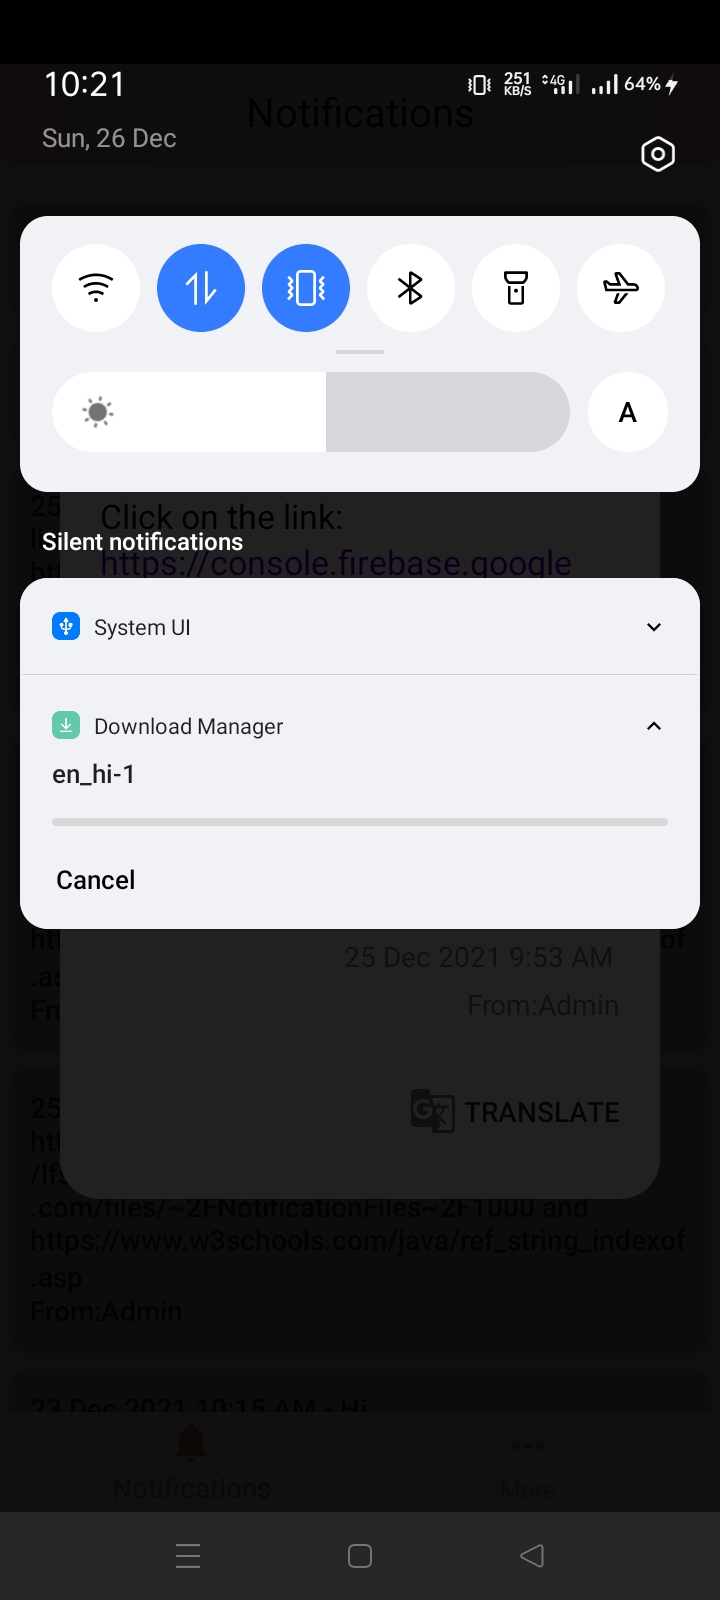 10:21
251
KB/S
4G
64%
Notifications
Sun, 26 Dec
A
25
Click on the link:
Silent notifications
https://console.firebase.google
System UI
Download Manager
en_hi-1
Cancel
of
25 Dec 2021 9:53 AM
.as
From:Admin
25
TRANSLATE
/lfs
.com/files/~2FNotificationFiles~2F1000 and
https://www.w3schools.com/java/ref_string_indexof
.asp
From:Admin
23 Dec 2021 10:15 AM - Hi
Notifications
More